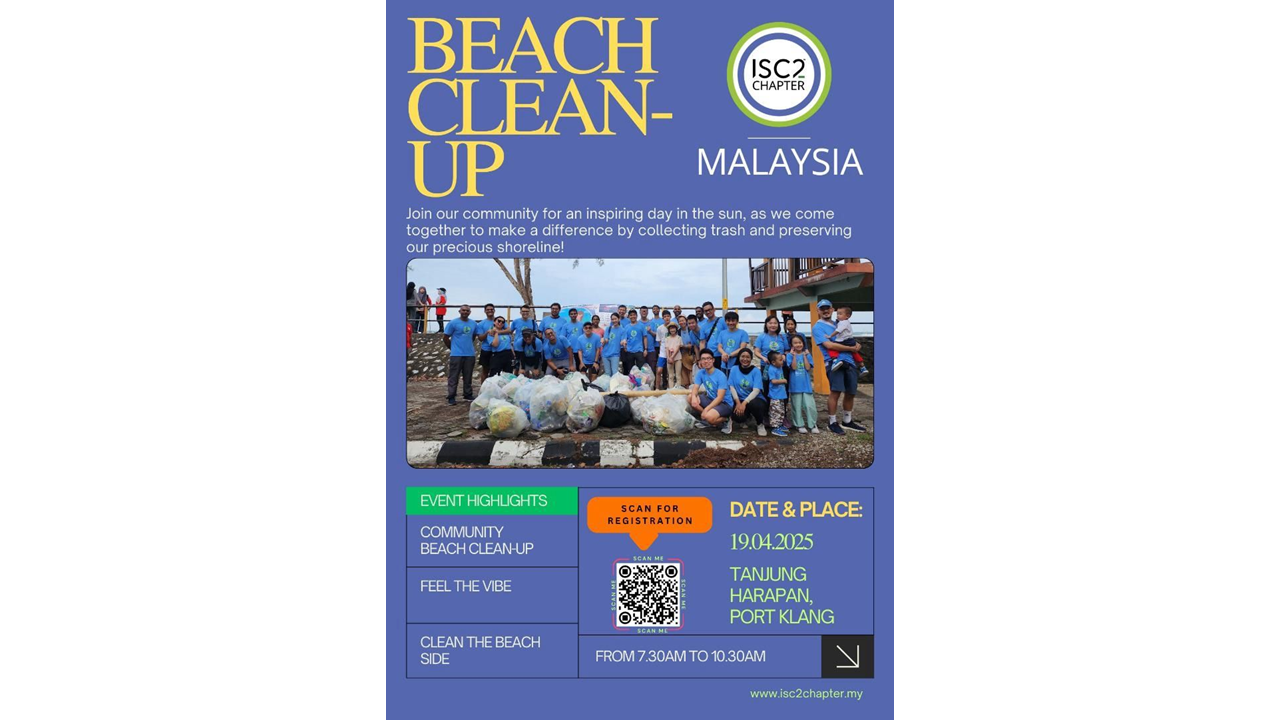 BEACH
CLEAN-
UP
ISC2
CHAPTER
MALAYSIA
Join our community for an inspiring day in the sun, as we come
together to make a difference by collecting trash and preserving
our precious shoreline!
EVENT HIGHLIGHTS
COMMUNITY
BEACH CLEAN-UP
FEEL THE VIBE
CLEAN THE BEACH
SIDE
SCAN FOR
REGISTRATION
SCAN ME
SCAN ME
SCAN ME
SCAN ME
DATE & PLACE:
19.04.2025
TANJUNG
HARAPAN,
PORT KLANG
FROM 7.30AM TO 10.30AM
www.isc2chapter.my